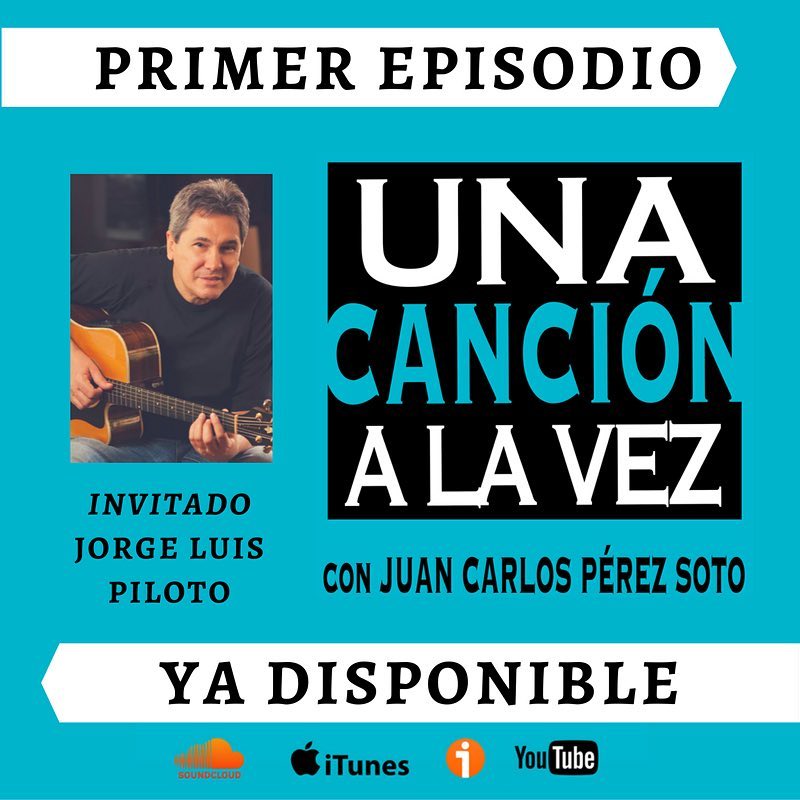 PRIMER EPISODIO
UNA
CANCIÓN
A LA VEZ
INVITADO
JORGE LUIS
PILOTO
CON JUAN CARLOS PÉREZ SOTO
YA DISPONIBLE
SOUNDCLOUD
iTunes
YouTube